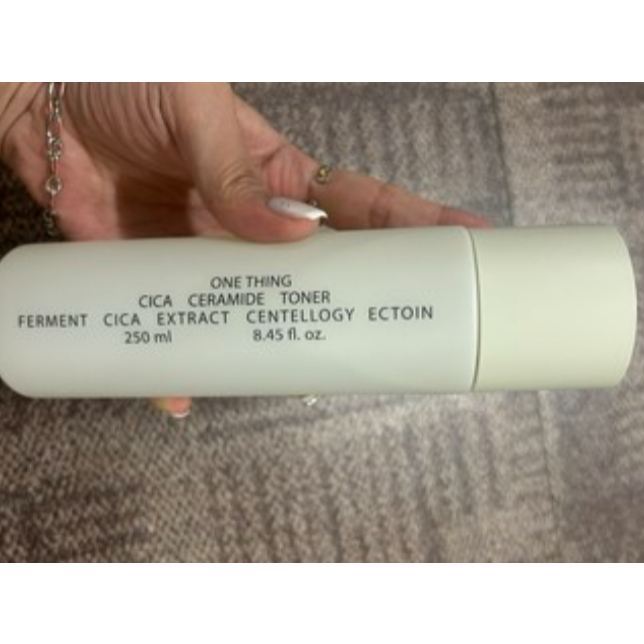 ONE THING
CICA CERAMIDE TONER
FERMENT CICA EXTRACT CENTELLOGY ECTOIN
250 ml 8.45 fl. oz.